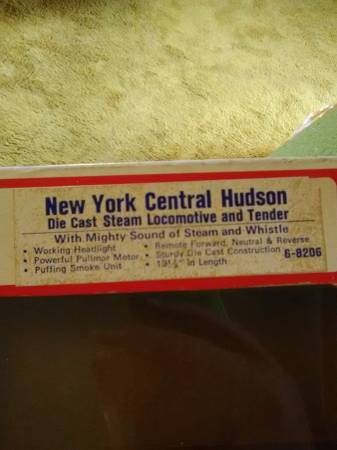 New York Central Hudson
Die Cast Steam Locomotive and Tender
With Mighty Sound of Steam and Whistle
• Working Headlight
• Powerful Pullmor Motor
• Puffing Smoke Unit
• Remote Forward, Neutral & Reverse
• Sturdy Die Cast Construction
• In Length
6-8206